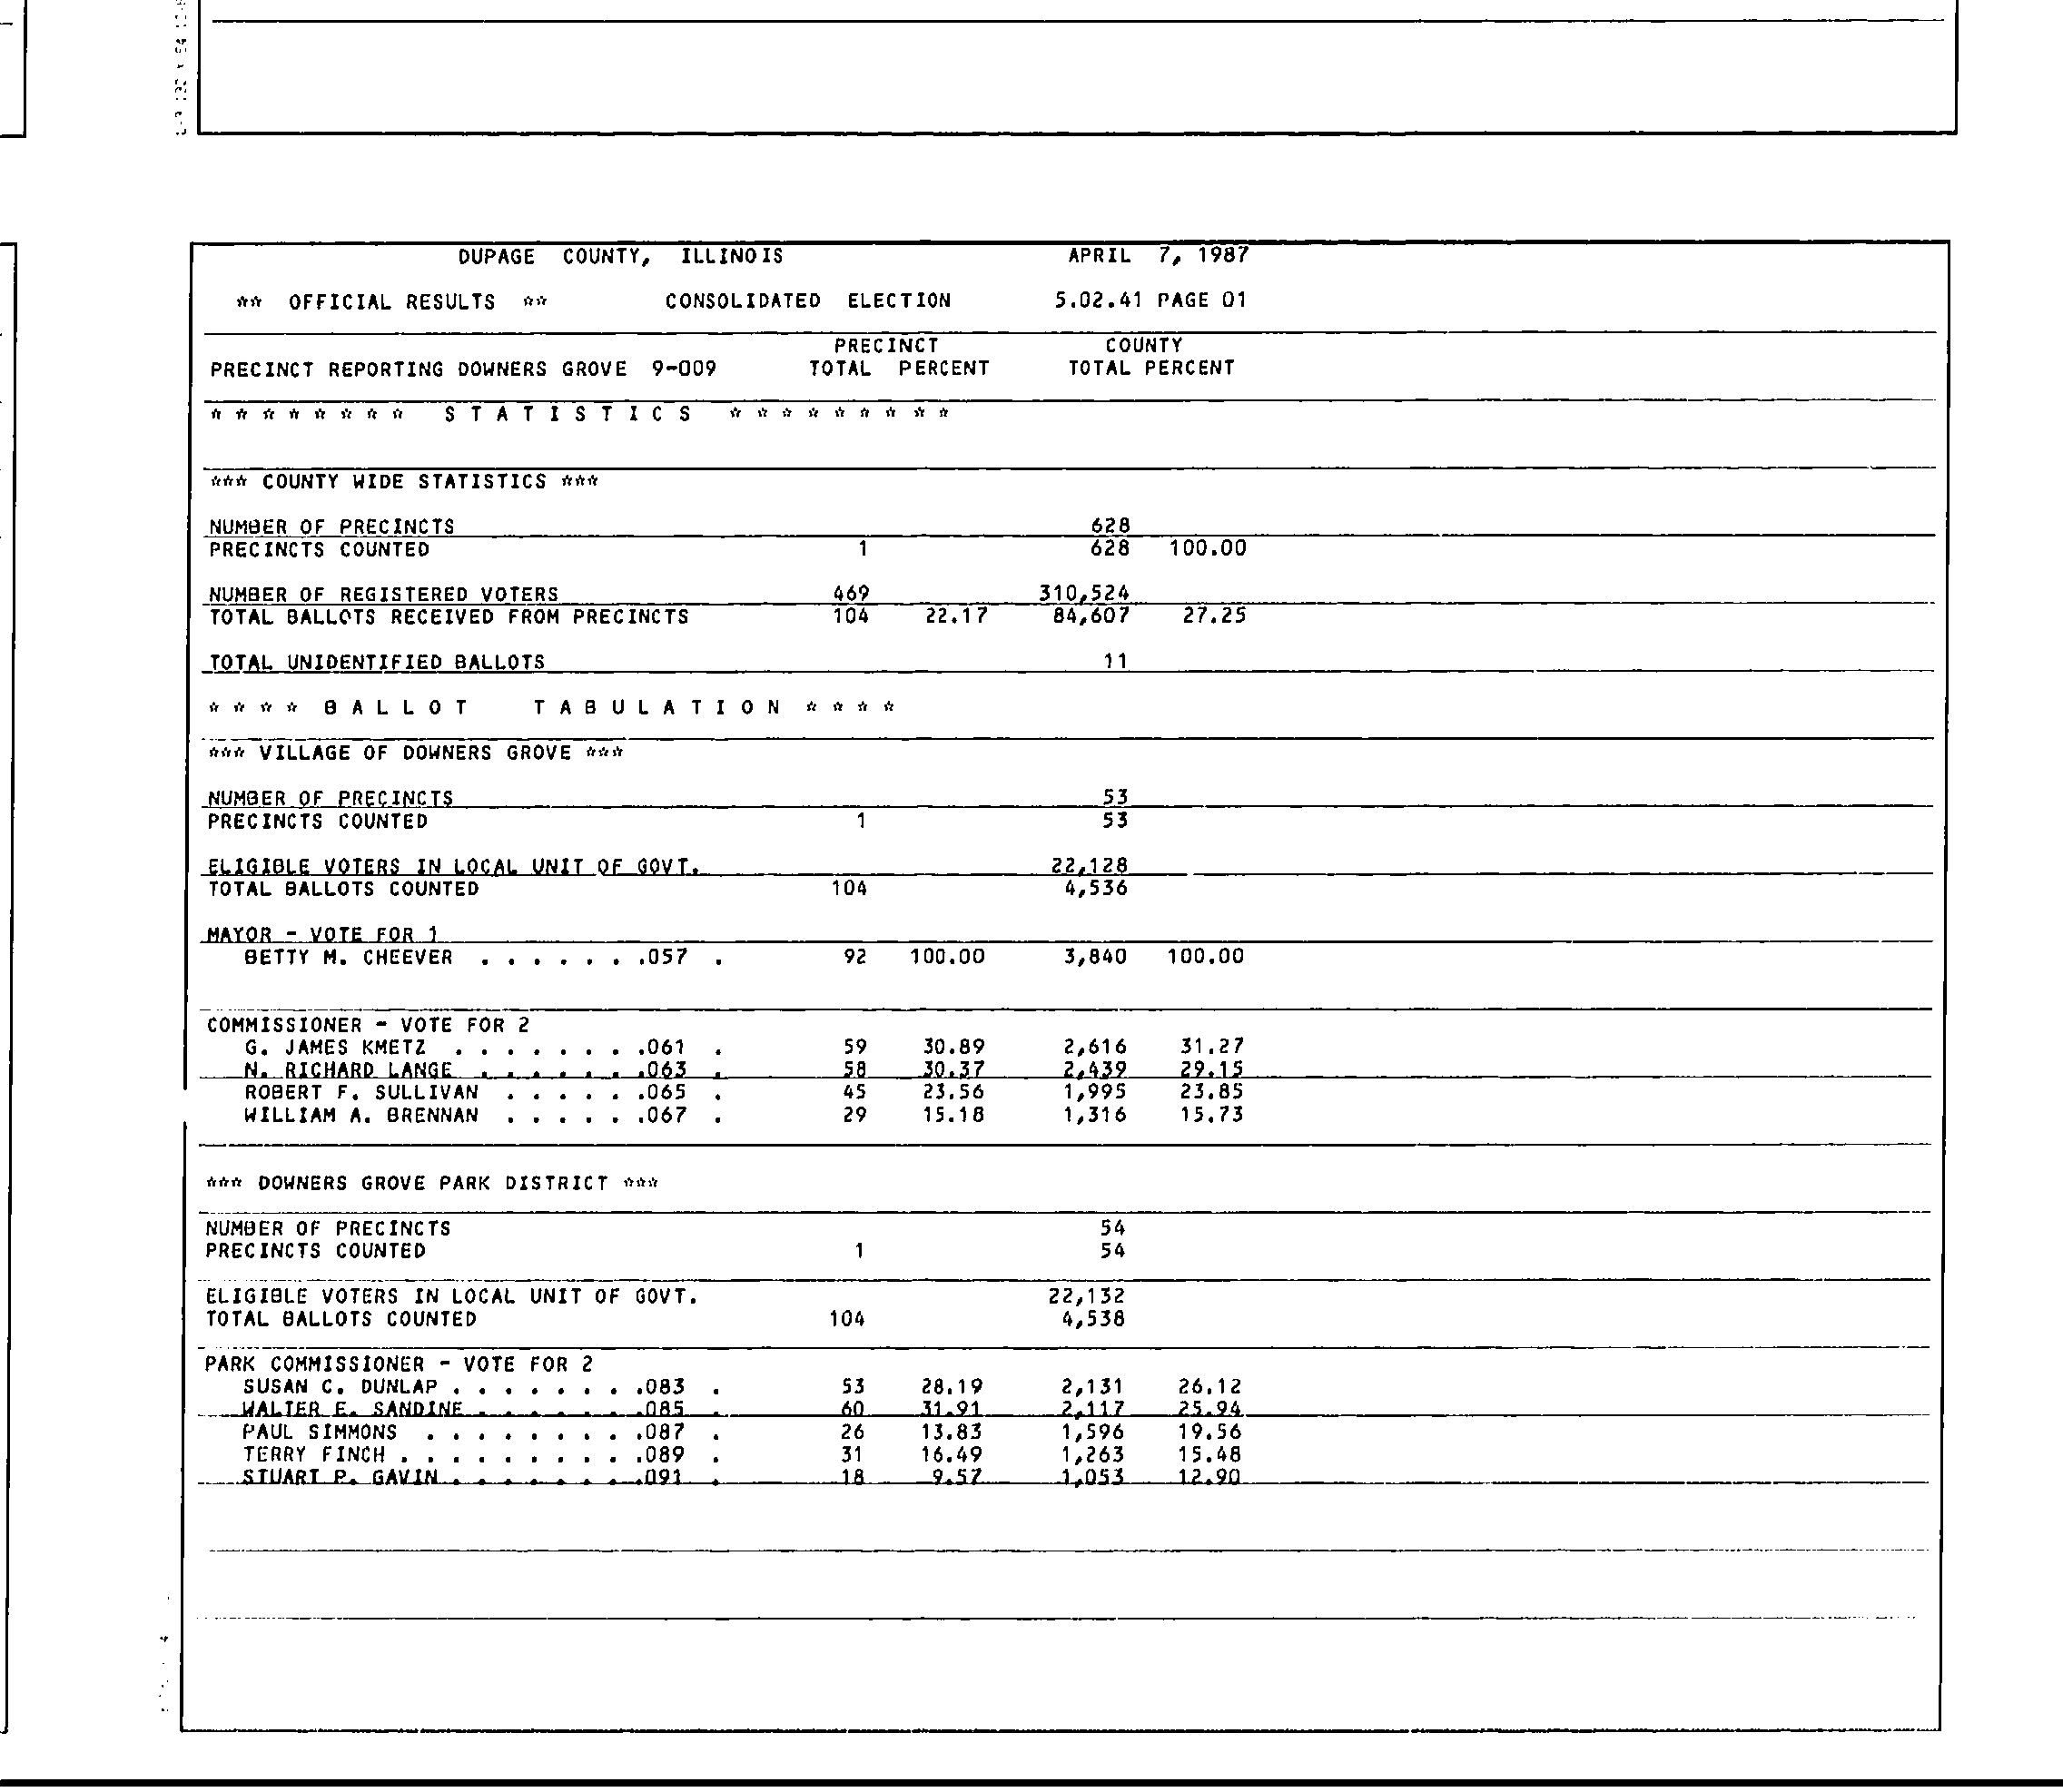 DUPAGE COUNTY, ILLINOIS APRIL 7, 1987
** OFFICIAL RESULTS ** CONSOLIDATED ELECTION 5.02.41 PAGE 01
PRECINCT COUNTY
PRECINCT REPORTING DOWNERS GROVE 9-009 TOTAL PERCENT TOTAL PERCENT
* * * * * * * * S T A T I S T I C S * * * * * * * * *
*** COUNTY WIDE STATISTICS ***
NUMBER OF PRECINCTS 628
PRECINCTS COUNTED 1 628 100.00
NUMBER OF REGISTERED VOTERS 469 310,524
TOTAL BALLOTS RECEIVED FROM PRECINCTS 104 22.17 84,607 27.25
TOTAL UNIDENTIFIED BALLOTS 11
* * * * B A L L O T T A B U L A T I O N * * * *
*** VILLAGE OF DOWNERS GROVE ***
NUMBER OF PRECINCTS 53
PRECINCTS COUNTED 1 53
ELIGIBLE VOTERS IN LOCAL UNIT OF GOVT. 22,128
TOTAL BALLOTS COUNTED 104 4,536
MAYOR - VOTE FOR 1
BETTY M. CHEEVER . . . . . . .057 . 92 100.00 3,840 100.00
COMMISSIONER - VOTE FOR 2
G. JAMES KMETZ . . . . . . . .061 . 59 30.89 2,616 31.27
N. RICHARD LANGE . . . . . . .063 . 58 30.37 2,439 29.15
ROBERT F. SULLIVAN . . . . . .065 . 45 23.56 1,995 23.85
WILLIAM A. BRENNAN . . . . . .067 . 29 15.18 1,316 15.73
*** DOWNERS GROVE PARK DISTRICT ***
NUMBER OF PRECINCTS 54
PRECINCTS COUNTED 1 54
ELIGIBLE VOTERS IN LOCAL UNIT OF GOVT. 22,132
TOTAL BALLOTS COUNTED 104 4,538
PARK COMMISSIONER - VOTE FOR 2
SUSAN C. DUNLAP . . . . . . . .083 . 53 28.19 2,131 26.12
WALTER E. SANDINE . . . . . . .085 . 60 31.91 2,117 25.94
PAUL SIMMONS . . . . . . . . .087 . 26 13.83 1,596 19.56
TERRY FINCH . . . . . . . . . .089 . 31 16.49 1,263 15.48
STUART P. GAVIN . . . . . . . .091 . 18 9.57 1,053 12.90